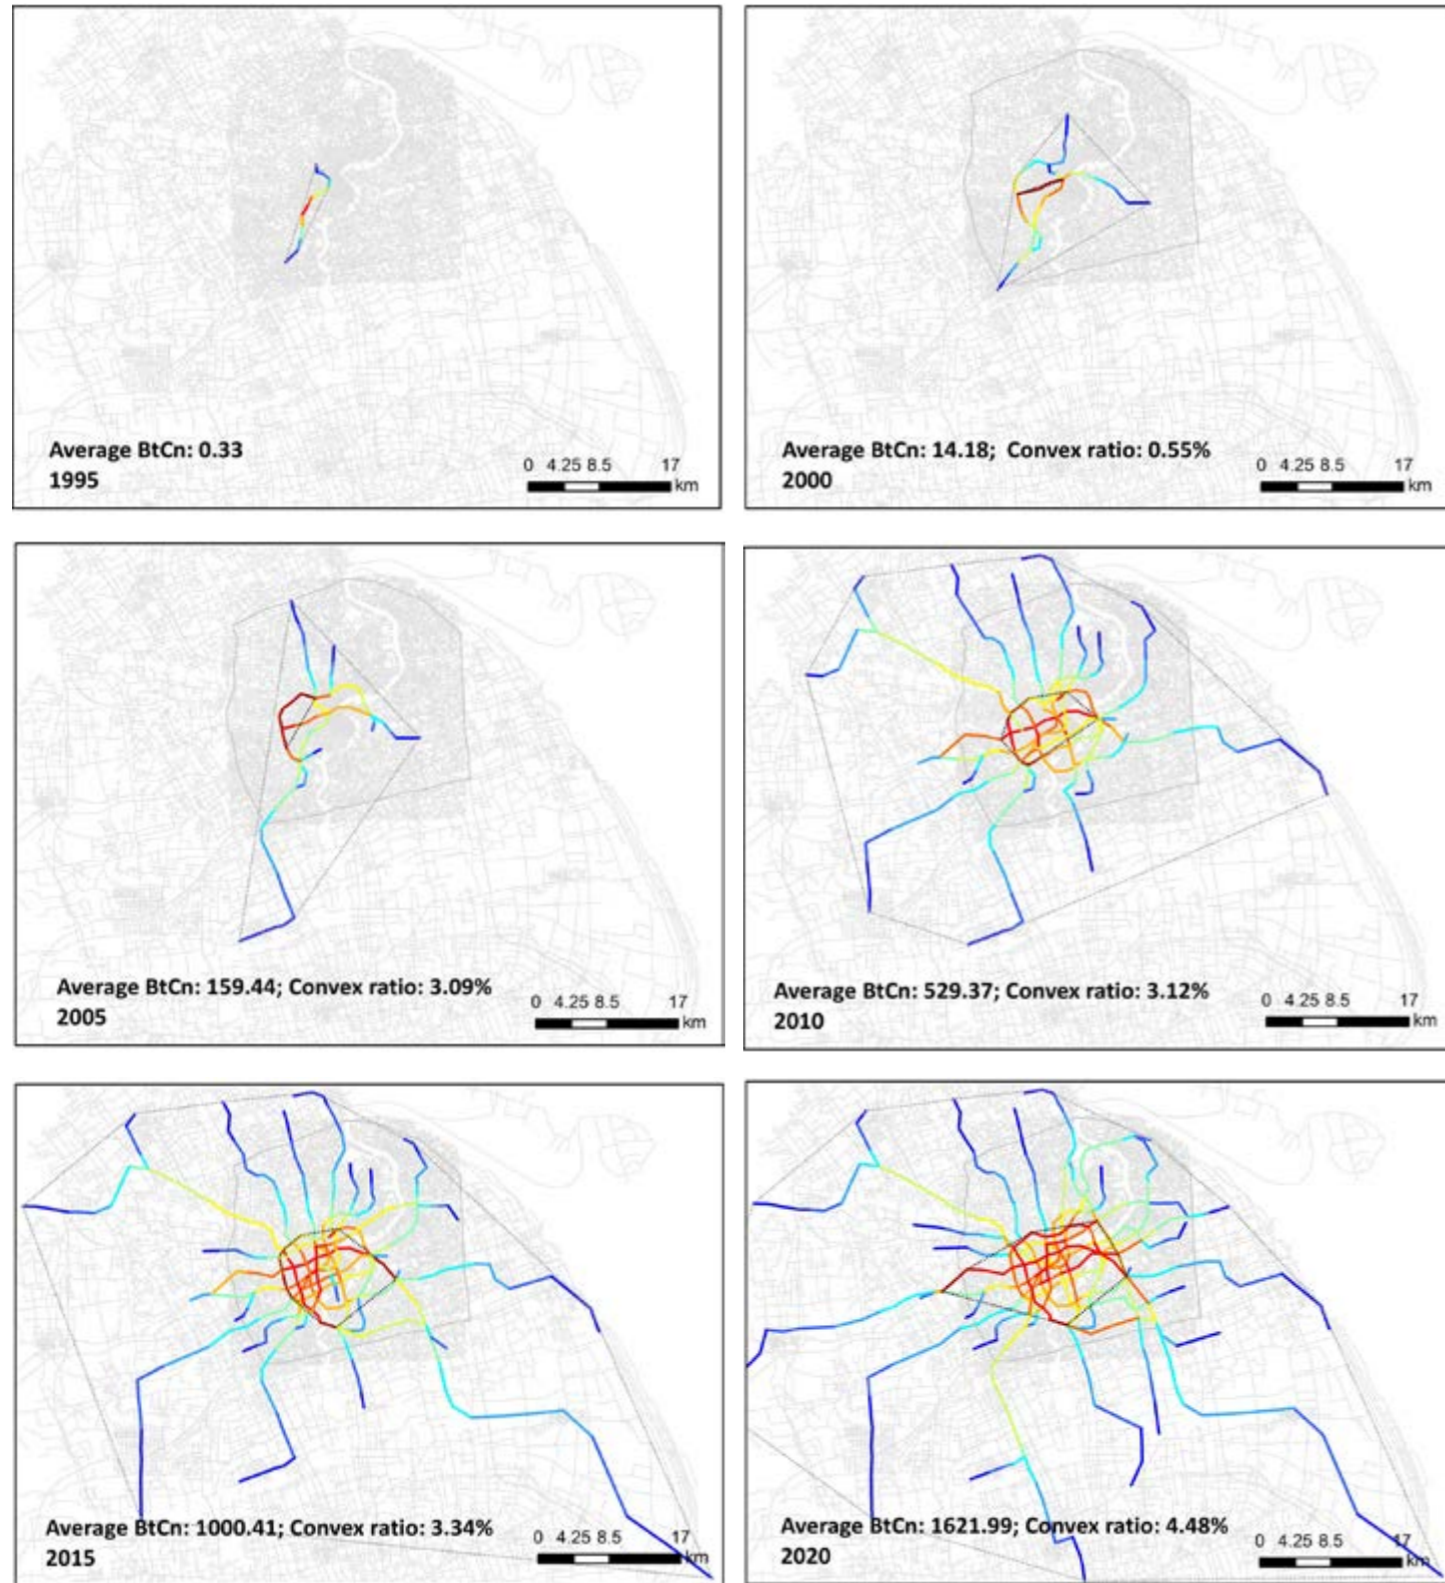 Average BtCn: 0.33
1995
0 4.25 8.5 17
km
Average BtCn: 14.18; Convex ratio: 0.55%
2000
0 4.25 8.5 17
km
Average BtCn: 159.44; Convex ratio: 3.09%
2005
0 4.25 8.5 17
km
Average BtCn: 529.37; Convex ratio: 3.12%
2010
0 4.25 8.5 17
km
Average BtCn: 1000.41; Convex ratio: 3.34%
2015
0 4.25 8.5 17
km
Average BtCn: 1621.99; Convex ratio: 4.48%
2020
0 4.25 8.5 17
km